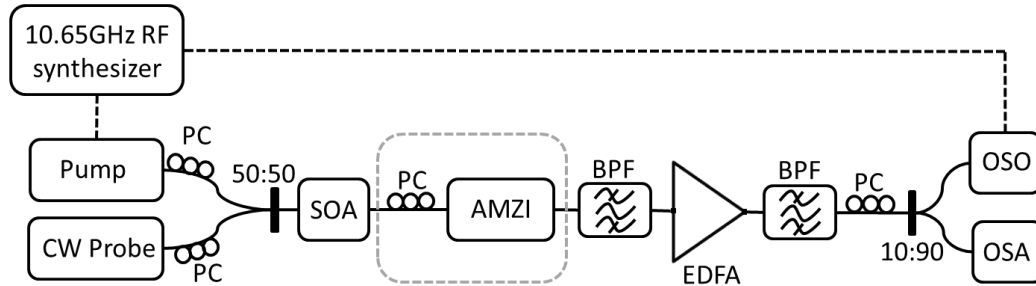 10.65GHz RF
synthesizer
PC
Pump
50:50
CW Probe
PC
SOA
PC
AMZI
BPF
EDFA
BPF
PC
10:90
OSO
OSA